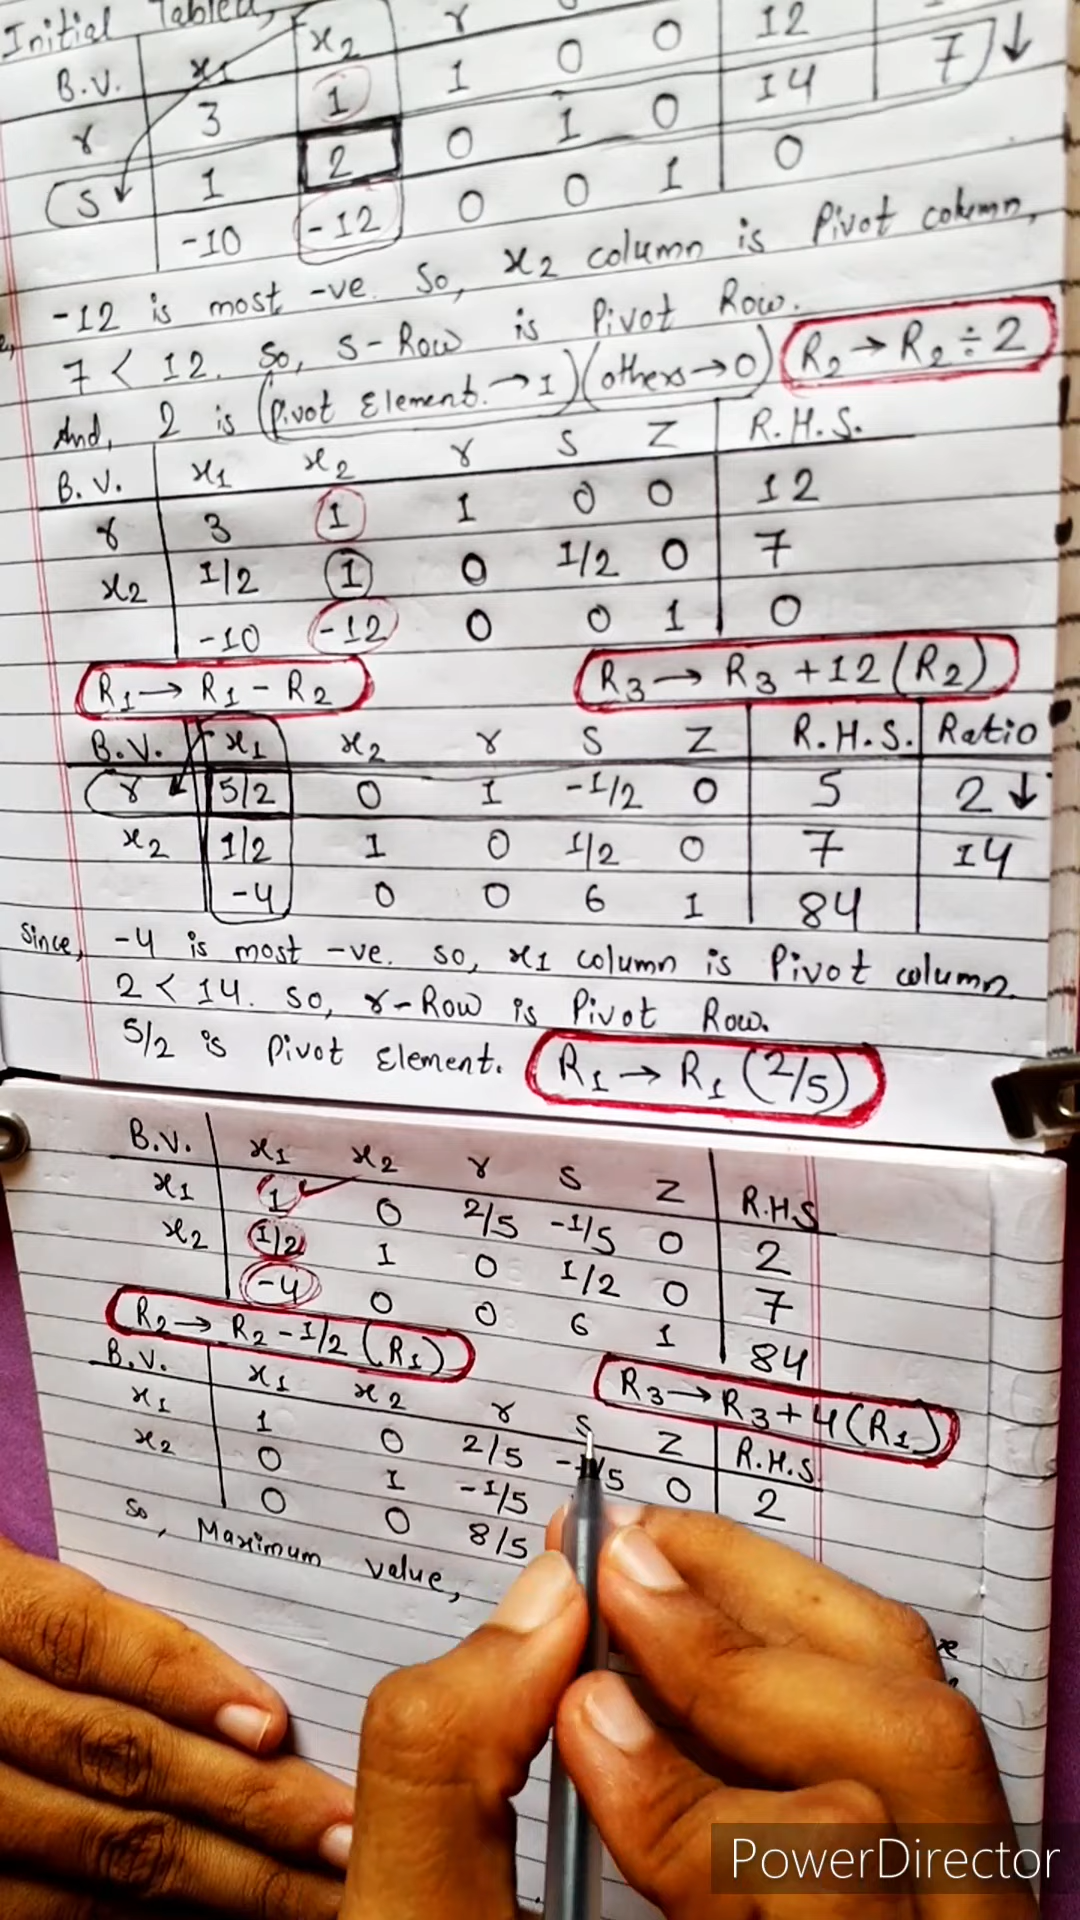 Initial Tableau,
B.V. x1 x2 r 0 0 12
r 3 1 1 0 0 14 7 ↓
S 1 2 0 1 0 0
-10 -12 0 0 1
-12 is most -ve. So, x2 column is Pivot column,
7 < 12. So, S-Row is Pivot Row.
And, 2 is (Pivot Element. → 1) (others → 0) R2 → R2 ÷ 2
B.V. x1 x2 r S Z R.H.S.
r 3 1 1 0 0 12
x2 1/2 1 0 1/2 0 7
-10 -12 0 0 1 0
R1 → R1 - R2 R3 → R3 + 12 (R2)
B.V. x1 x2 r S Z R.H.S. Ratio
r 5/2 0 1 -1/2 0 5 2 ↓
x2 1/2 1 0 1/2 0 7 14
-4 0 0 6 1 84
Since, -4 is most -ve. So, x1 column is Pivot column.
2 < 14. So, r-Row is Pivot Row.
5/2 is Pivot Element. R1 → R1 (2/5)
B.V. x1 x2 r S Z R.H.S
x1 1 0 2/5 -1/5 0 2
x2 1/2 1 0 1/2 0 7
-4 0 0 6 1 84
R2 → R2 - 1/2 (R1) R3 → R3 + 4 (R1)
B.V. x1 x2 r S Z R.H.S.
x1 1 0 2/5 -1/5 0 2
x2 0 1 -1/5
0 0 8/5
So, Maximum value,
PowerDirector